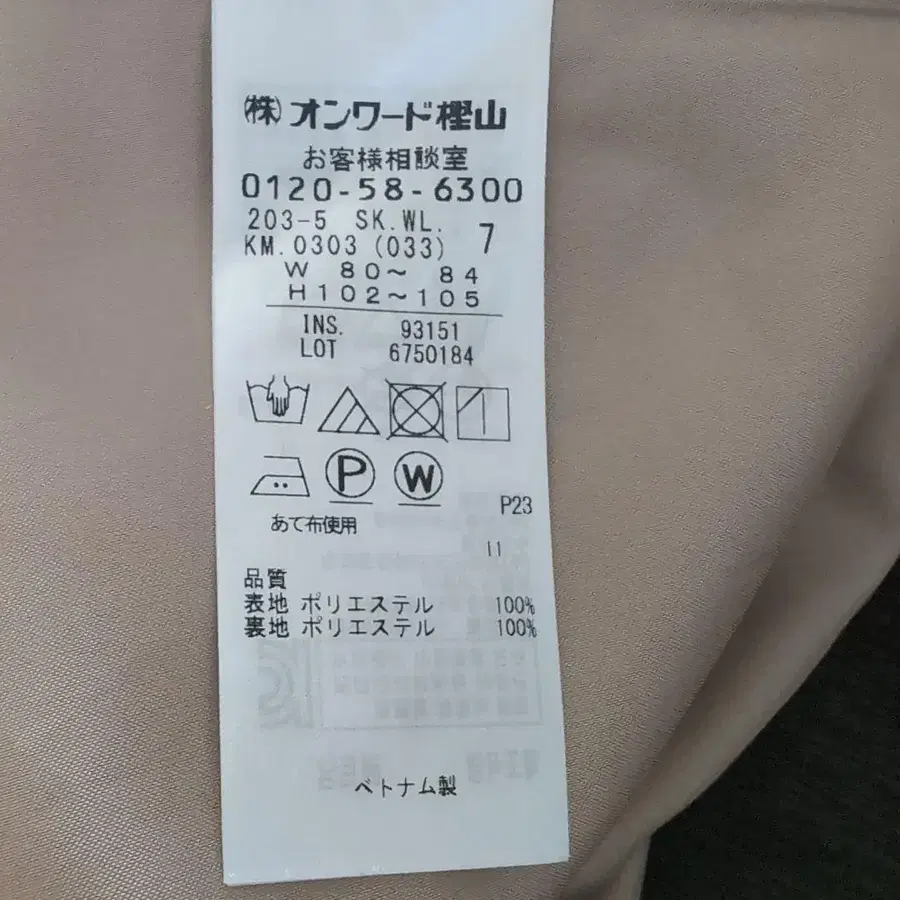 (株)オンワード樫山
お客様相談室
0120-58-6300
203-5 SK.WL.
KM.0303 (033) 7
W 80～ 84
H102～105
INS. 93151
LOT 6750184
P W
あて布使用
P23
11
品質
表地 ポリエステル 100%
裏地 ポリエステル 100%
ベトナム製